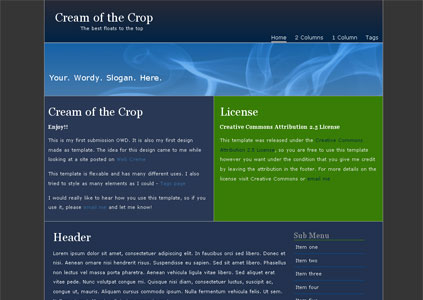 Cream of the Crop
The best floats to the top
Home 2 Columns 1 Column Tags
Your. Wordy. Slogan. Here.
Cream of the Crop
Enjoy!!
This is my first submission OWD. It is also my first design
made as template. The idea for this design came to me while
looking at a site posted on Web Creme
This template is flexable and has many different uses. I also
tried to style as many elements as I could - Tags page
I would really like to hear how you use this template, so if you
use it, please email me and let me know!
License
Creative Commons Attribution 2.5 License
This template was released under the Creative Commons
Attribution 2.5 License, so you are free to use this template
however you want under the condition that you give me credit
by leaving the attribution in the footer. For more details on the
license visit Creative Commons or email me
Header
Lorem ipsum dolor sit amet, consectetuer adipiscing elit. In faucibus orci sed libero. Aenean et
nisi. Aenean ornare nisi hendrerit risus. Suspendisse eu sapien. Sed sit amet libero. Phasellus
non lectus vel massa porta pharetra. Aenean vehicula ligula vitae libero. Sed aliquet erat
vitae pede. Nunc volutpat congue mi. Quisque nisi diam, consectetuer luctus, suscipit ac,
congue ut, mauris. Aliquam cursus commodo ipsum. Nulla fermentum vehicula felis. Ut sem.
Sub Menu
Item one
Item two
Item three
Item four
Item five